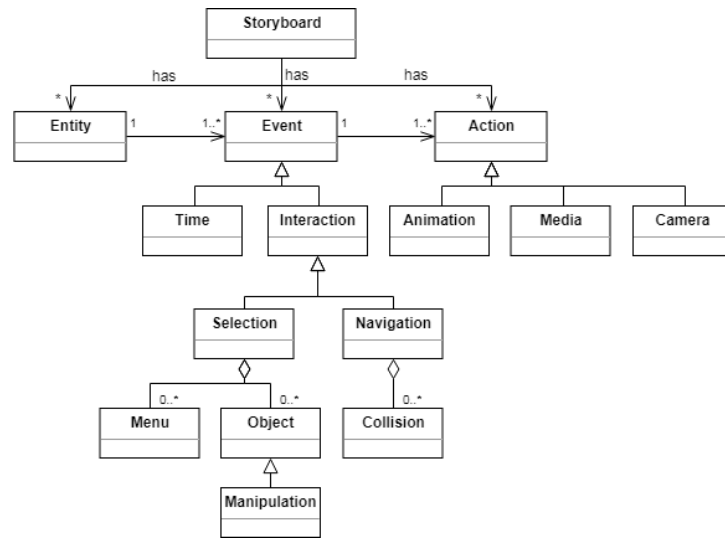 Storyboard
has has has
* * *
Entity 1 1..* Event 1 1..* Action
Time Interaction Animation Media Camera
Selection Navigation
0..* 0..* 0..*
Menu Object Collision
Manipulation